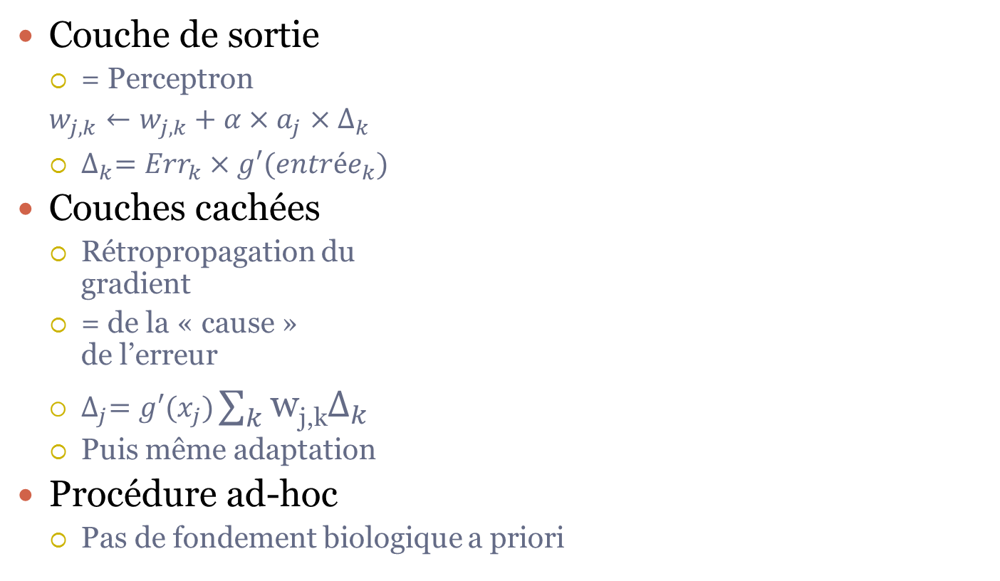 • Couche de sortie
○ = Perceptron
$w_{j,k} \leftarrow w_{j,k} + \alpha \times a_j \times \Delta_k$
○ $\Delta_k = Err_k \times g'(entrée_k)$
• Couches cachées
○ Rétropropagation du
gradient
○ = de la « cause »
de l’erreur
○ $\Delta_j = g'(x_j) \sum_k \mathrm{w_{j,k}} \Delta_k$
○ Puis même adaptation
• Procédure ad-hoc
○ Pas de fondement biologique a priori